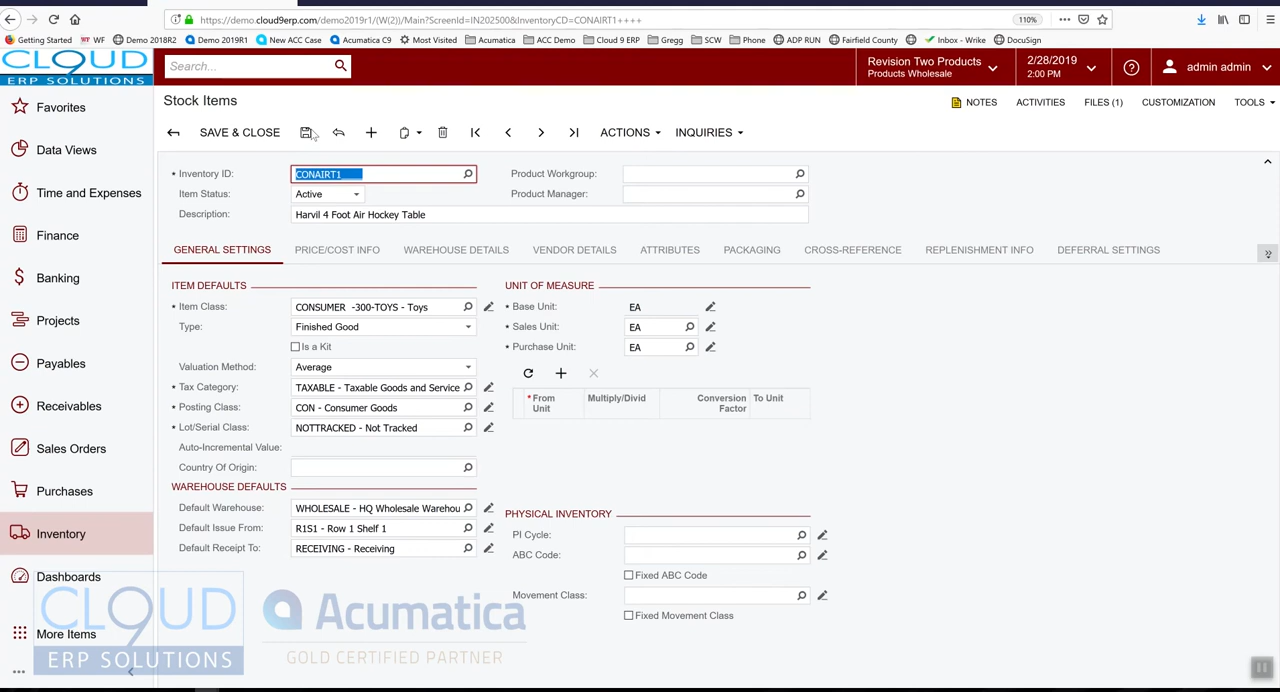 https://demo.cloud9erp.com/demo2019r1/(W(2))/Main?ScreenId=IN202500&InventoryCD=CONAIRT1++++
110%
Getting Started
WF
Demo 2018R2
Demo 2019R1
New ACC Case
Acumatica C9
Most Visited
Acumatica
ACC Demo
Cloud 9 ERP
Gregg
SCW
Phone
ADP RUN
Fairfield County
Inbox - Wrike
DocuSign
CLOUD
ERP SOLUTIONS
Search...
Revision Two Products
Products Wholesale
2/28/2019
2:00 PM
admin admin
Favorites
Data Views
Time and Expenses
Finance
Banking
Projects
Payables
Receivables
Sales Orders
Purchases
Inventory
Dashboards
More Items
Stock Items
NOTES
ACTIVITIES
FILES (1)
CUSTOMIZATION
TOOLS
SAVE & CLOSE
ACTIONS
INQUIRIES
* Inventory ID: CONAIRT1____
Item Status: Active
Description: Harvil 4 Foot Air Hockey Table
Product Workgroup:
Product Manager:
GENERAL SETTINGS
PRICE/COST INFO
WAREHOUSE DETAILS
VENDOR DETAILS
ATTRIBUTES
PACKAGING
CROSS-REFERENCE
REPLENISHMENT INFO
DEFERRAL SETTINGS
ITEM DEFAULTS
* Item Class: CONSUMER -300-TOYS - Toys
Type: Finished Good
Is a Kit
Valuation Method: Average
* Tax Category: TAXABLE - Taxable Goods and Service
* Posting Class: CON - Consumer Goods
* Lot/Serial Class: NOTTRACKED - Not Tracked
Auto-Incremental Value:
Country Of Origin:
WAREHOUSE DEFAULTS
Default Warehouse: WHOLESALE - HQ Wholesale Warehou
Default Issue From: R1S1 - Row 1 Shelf 1
Default Receipt To: RECEIVING - Receiving
UNIT OF MEASURE
* Base Unit: EA
* Sales Unit: EA
* Purchase Unit: EA
* From Unit
Multiply/Divid
Conversion Factor
To Unit
PHYSICAL INVENTORY
PI Cycle:
ABC Code:
Fixed ABC Code
Movement Class:
Fixed Movement Class
CLOUD
ERP SOLUTIONS
Acumatica
GOLD CERTIFIED PARTNER